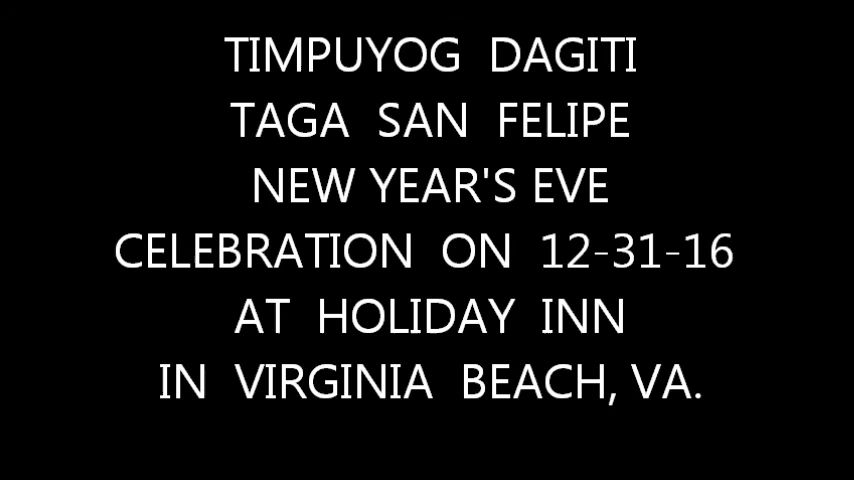 TIMPUYOG DAGITI
TAGA SAN FELIPE
NEW YEAR'S EVE
CELEBRATION ON 12-31-16
AT HOLIDAY INN
IN VIRGINIA BEACH, VA.